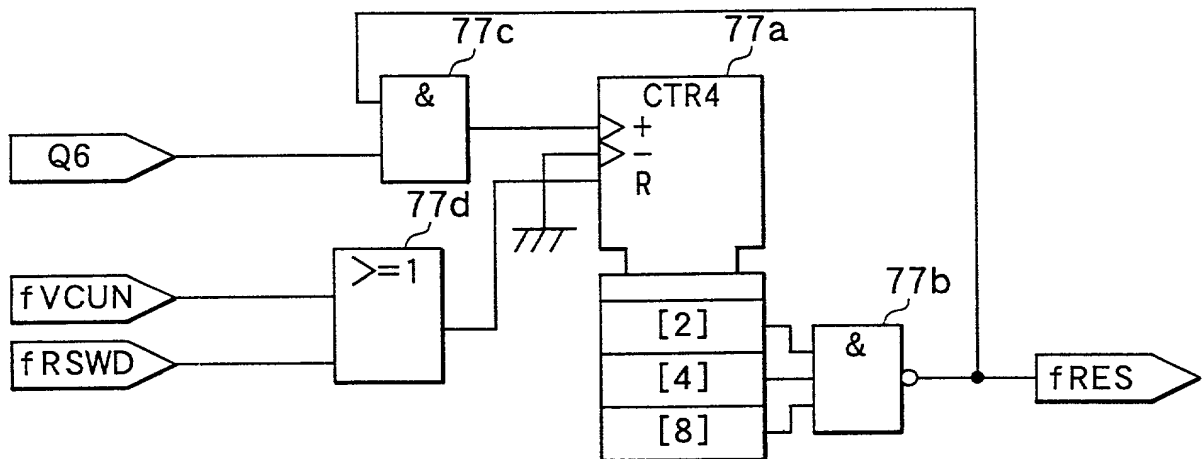 77c
77a
&
CTR4
+
Q6
-
R
77d
>=1
77b
fVCUN
[2]
&
fRSWD
[4]
fRES
[8]